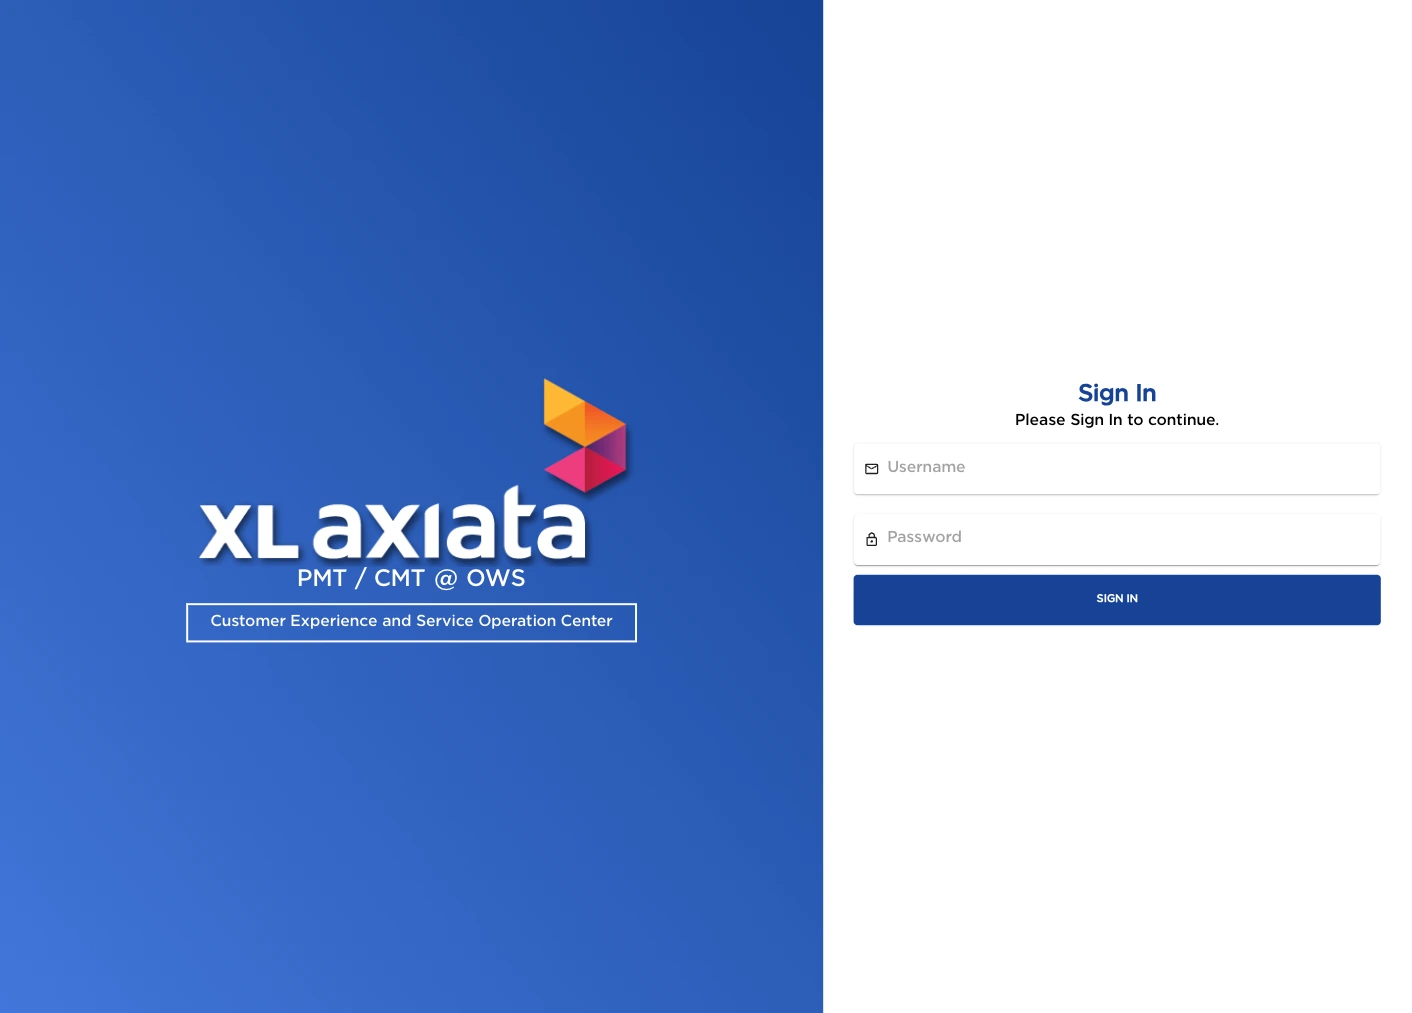 XL axiata
PMT / CMT @ OWS
Customer Experience and Service Operation Center
Sign In
Please Sign In to continue.
Username
Password
SIGN IN